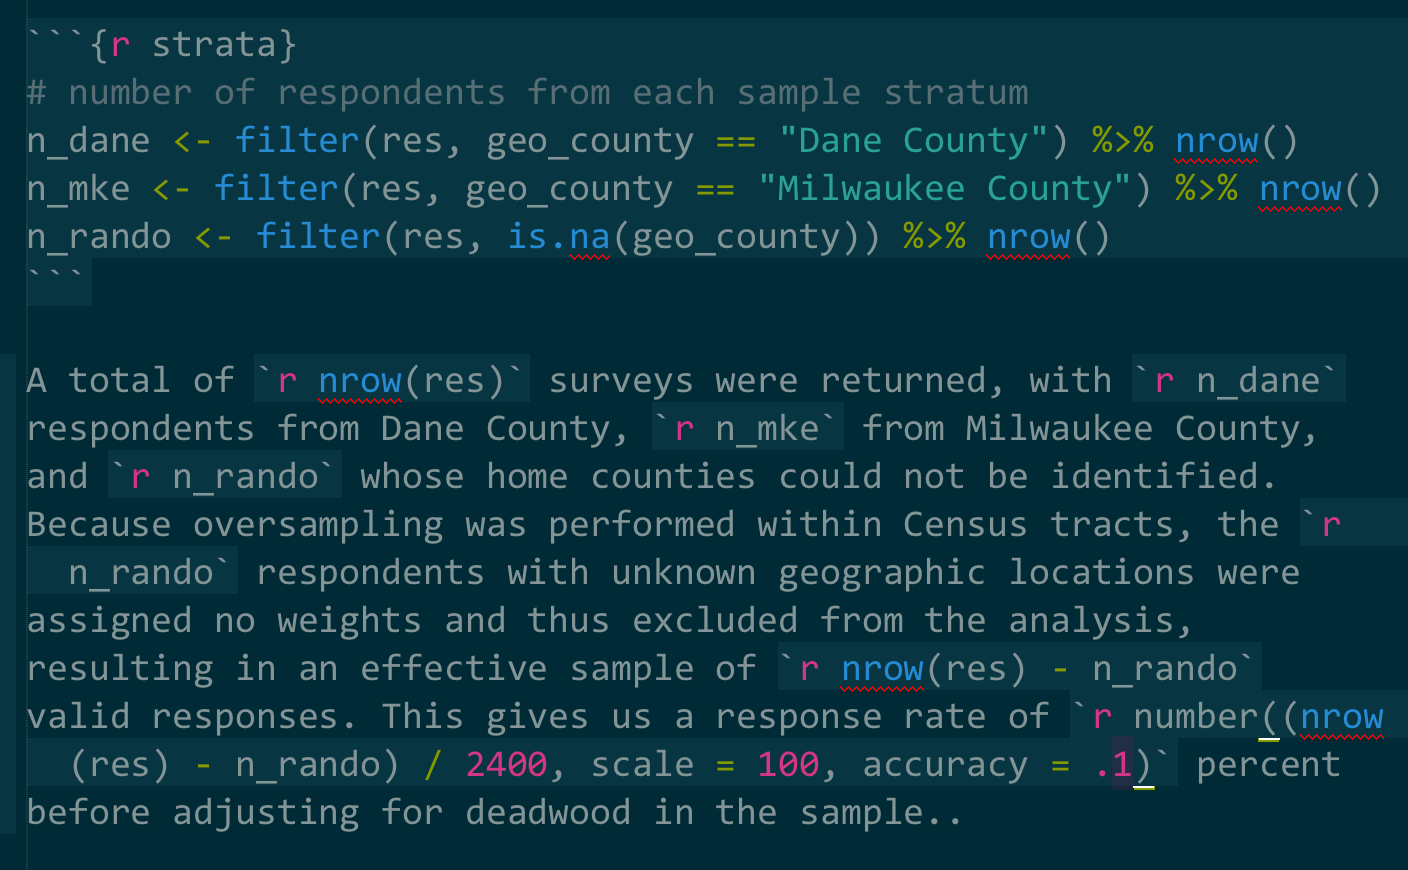 ```{r strata}
# number of respondents from each sample stratum
n_dane <- filter(res, geo_county == "Dane County") %>% nrow()
n_mke <- filter(res, geo_county == "Milwaukee County") %>% nrow()
n_rando <- filter(res, is.na(geo_county)) %>% nrow()
```
A total of `r nrow(res)` surveys were returned, with `r n_dane`
respondents from Dane County, `r n_mke` from Milwaukee County,
and `r n_rando` whose home counties could not be identified.
Because oversampling was performed within Census tracts, the `r
n_rando` respondents with unknown geographic locations were
assigned no weights and thus excluded from the analysis,
resulting in an effective sample of `r nrow(res) - n_rando`
valid responses. This gives us a response rate of `r number((nrow
(res) - n_rando) / 2400, scale = 100, accuracy = .1)` percent
before adjusting for deadwood in the sample..